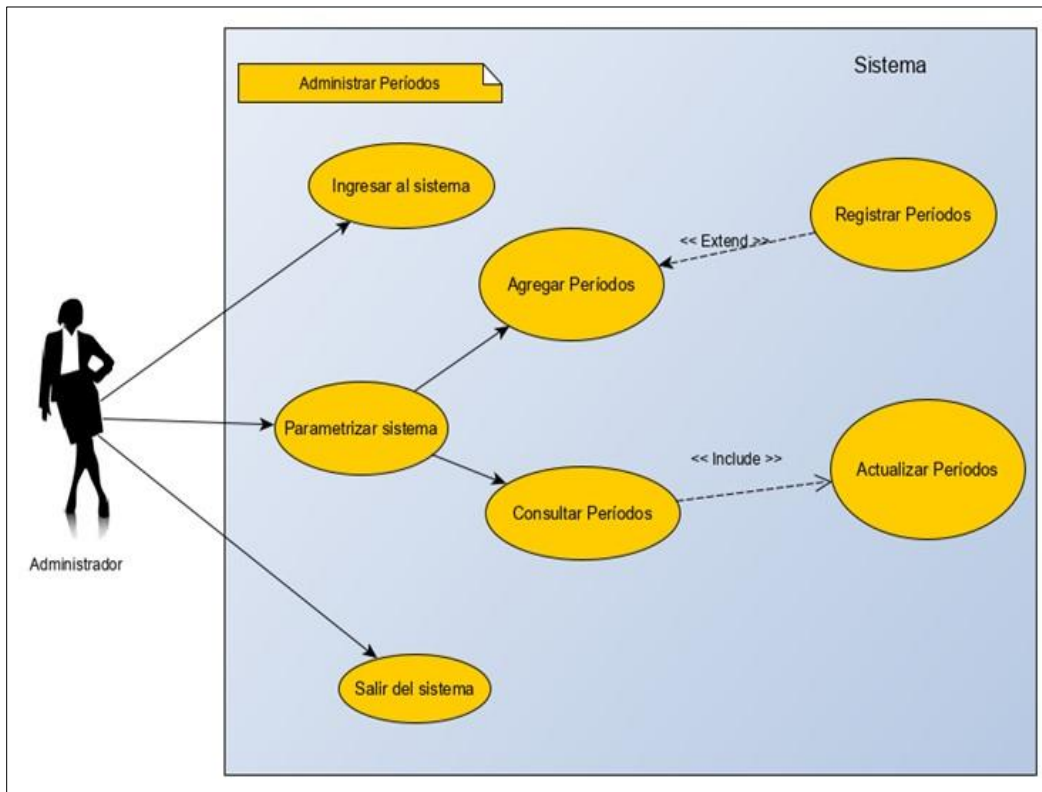 Sistema
Administrar Períodos
Ingresar al sistema
Registrar Períodos
<< Extend >>
Agregar Períodos
Parametrizar sistema
<< Include >>
Actualizar Períodos
Consultar Períodos
Administrador
Salir del sistema